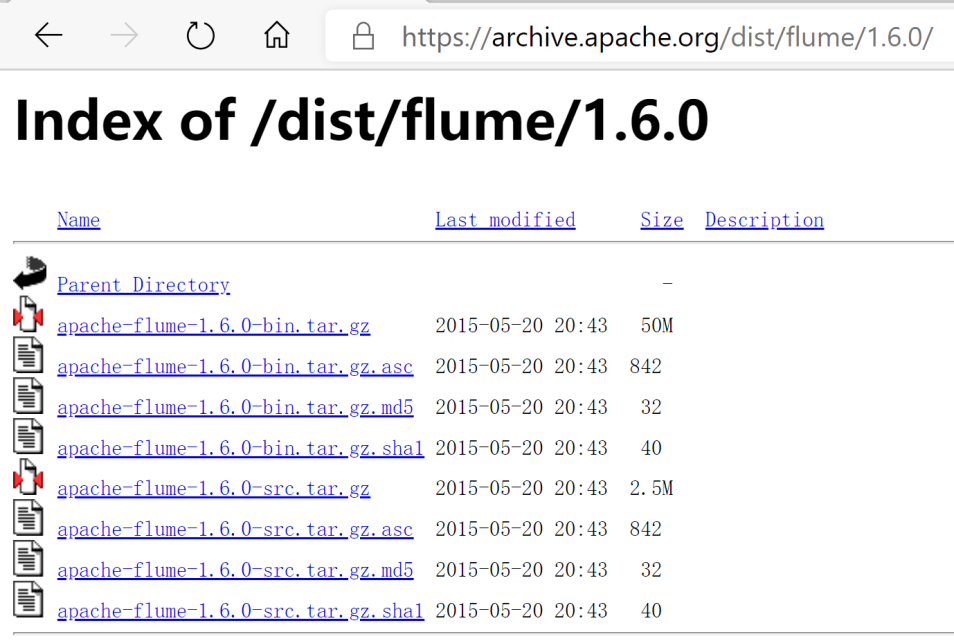 https://archive.apache.org/dist/flume/1.6.0/
Index of /dist/flume/1.6.0
Name Last modified Size Description
Parent Directory -
apache-flume-1.6.0-bin.tar.gz 2015-05-20 20:43 50M
apache-flume-1.6.0-bin.tar.gz.asc 2015-05-20 20:43 842
apache-flume-1.6.0-bin.tar.gz.md5 2015-05-20 20:43 32
apache-flume-1.6.0-bin.tar.gz.sha1 2015-05-20 20:43 40
apache-flume-1.6.0-src.tar.gz 2015-05-20 20:43 2.5M
apache-flume-1.6.0-src.tar.gz.asc 2015-05-20 20:43 842
apache-flume-1.6.0-src.tar.gz.md5 2015-05-20 20:43 32
apache-flume-1.6.0-src.tar.gz.sha1 2015-05-20 20:43 40